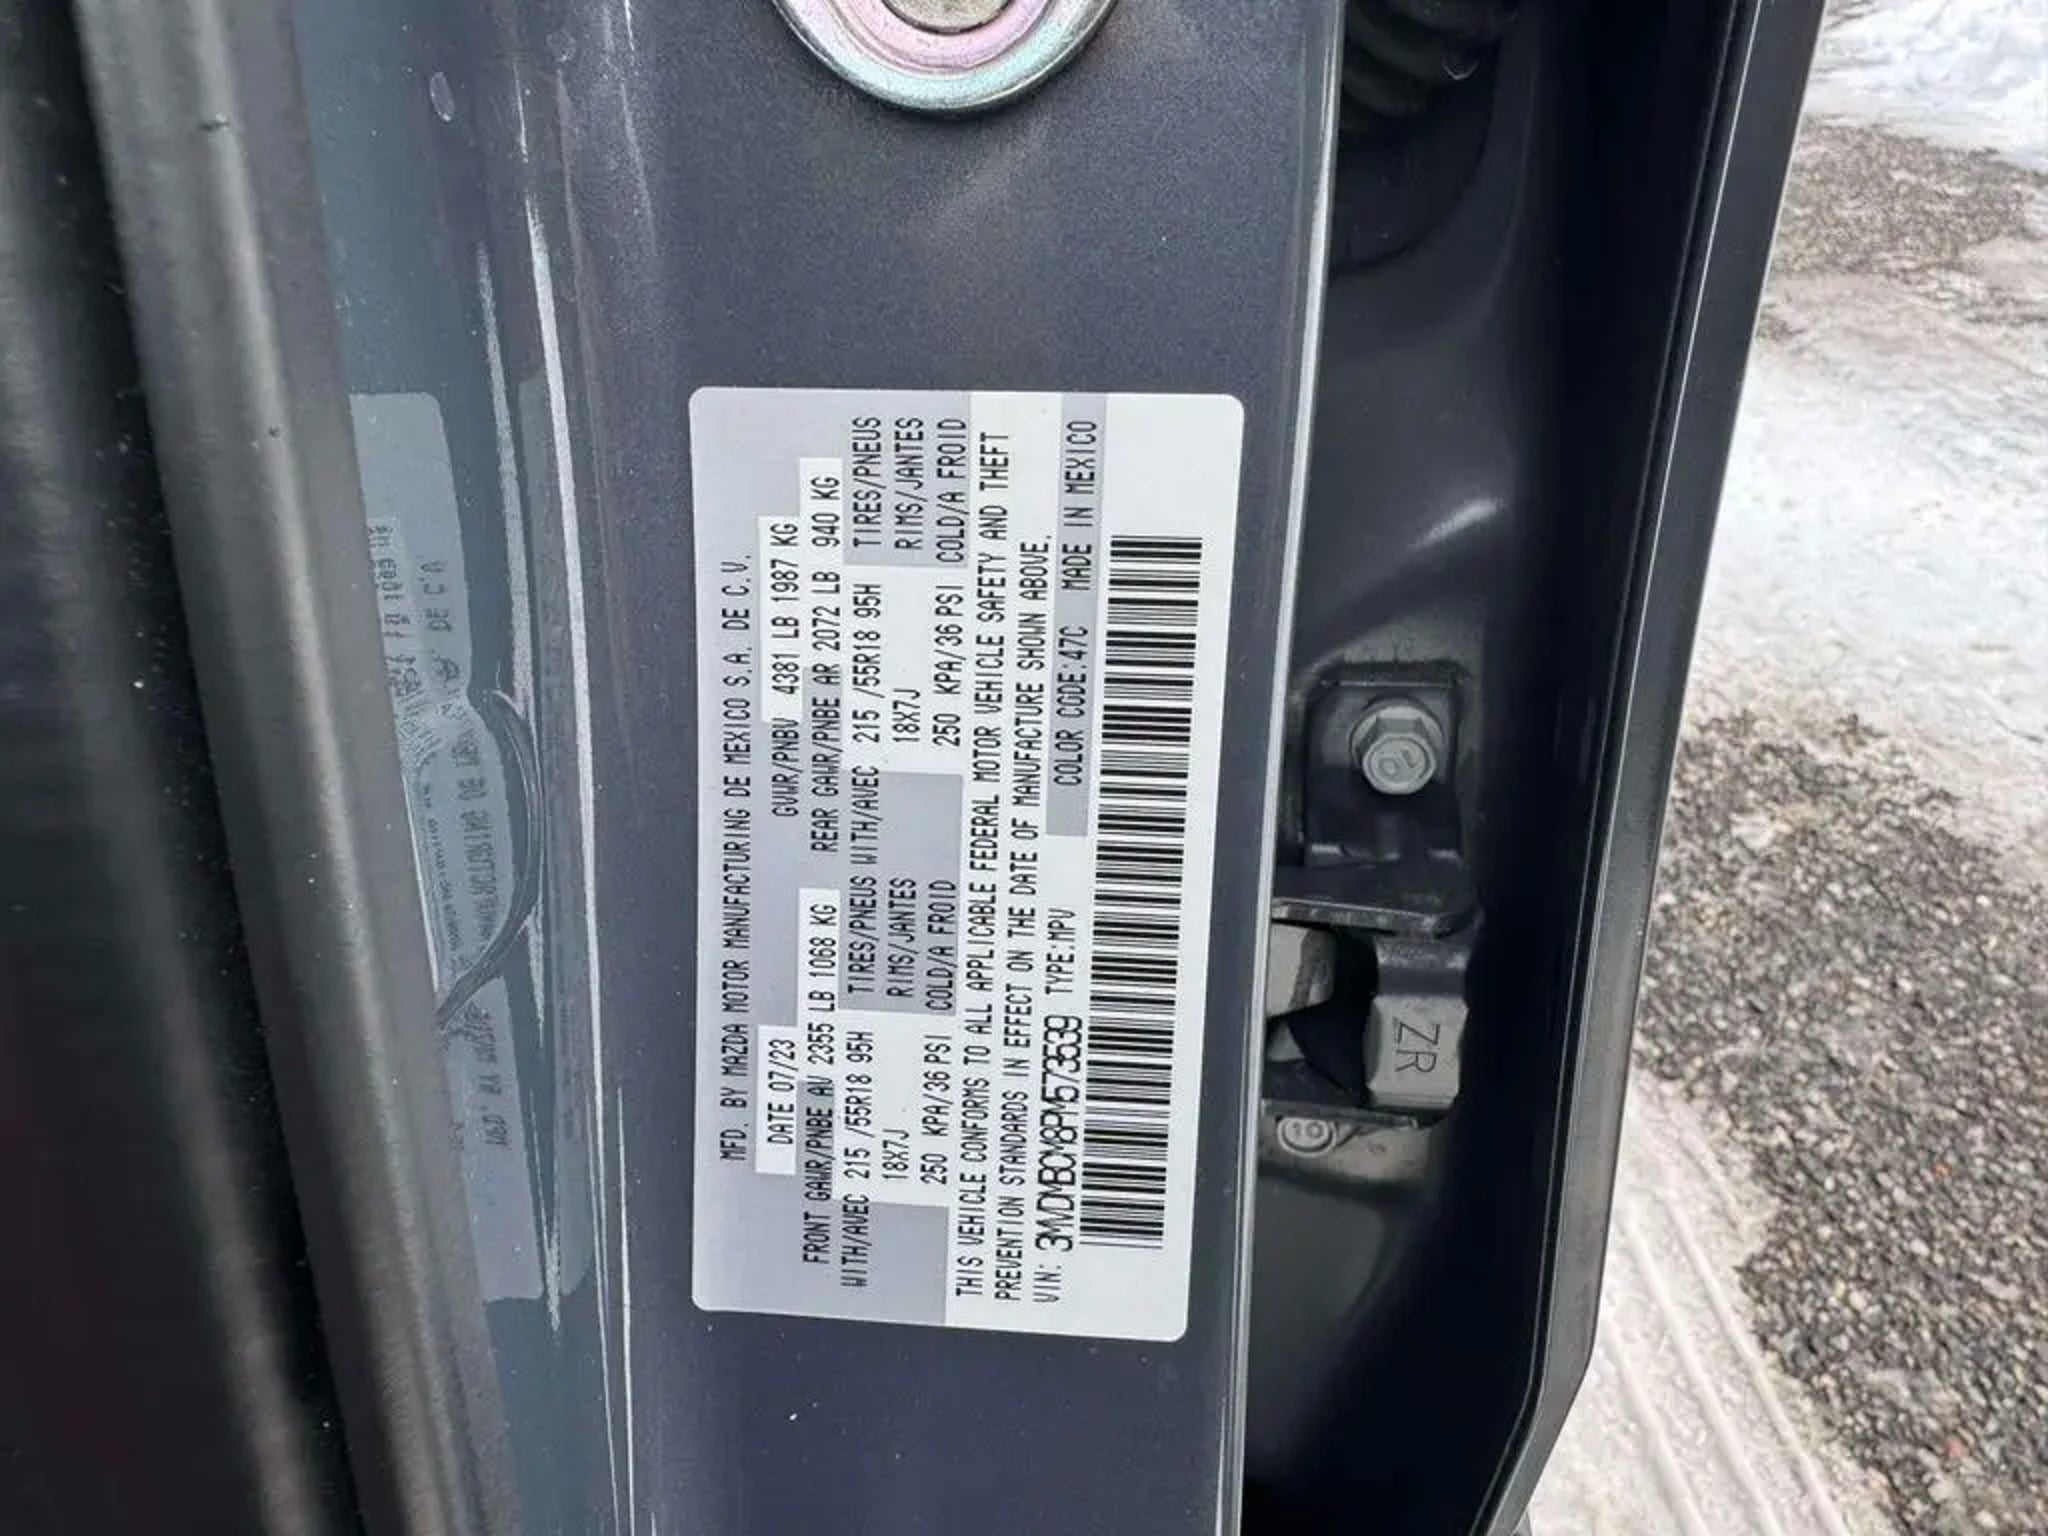 MFD. BY MAZDA MOTOR MANUFACTURING DE MEXICO S.A. DE C.V.
DATE 07/23 GVWR/PNBV 4381 LB 1987 KG
FRONT GAWR/PNBE AV 2355 LB 1068 KG REAR GAWR/PNBE AR 2072 LB 940 KG
WITH/AVEC 215 /55R18 95H TIRES/PNEUS WITH/AVEC 215 /55R18 95H TIRES/PNEUS
18X7J RIMS/JANTES 18X7J RIMS/JANTES
250 KPA/36 PSI COLD/A FROID 250 KPA/36 PSI COLD/A FROID
THIS VEHICLE CONFORMS TO ALL APPLICABLE FEDERAL MOTOR VEHICLE SAFETY AND THEFT
PREVENTION STANDARDS IN EFFECT ON THE DATE OF MANUFACTURE SHOWN ABOVE.
VIN: 3MVDMBCM8PM573539 TYPE:MPV COLOR CODE:47C MADE IN MEXICO
ZR
10
10